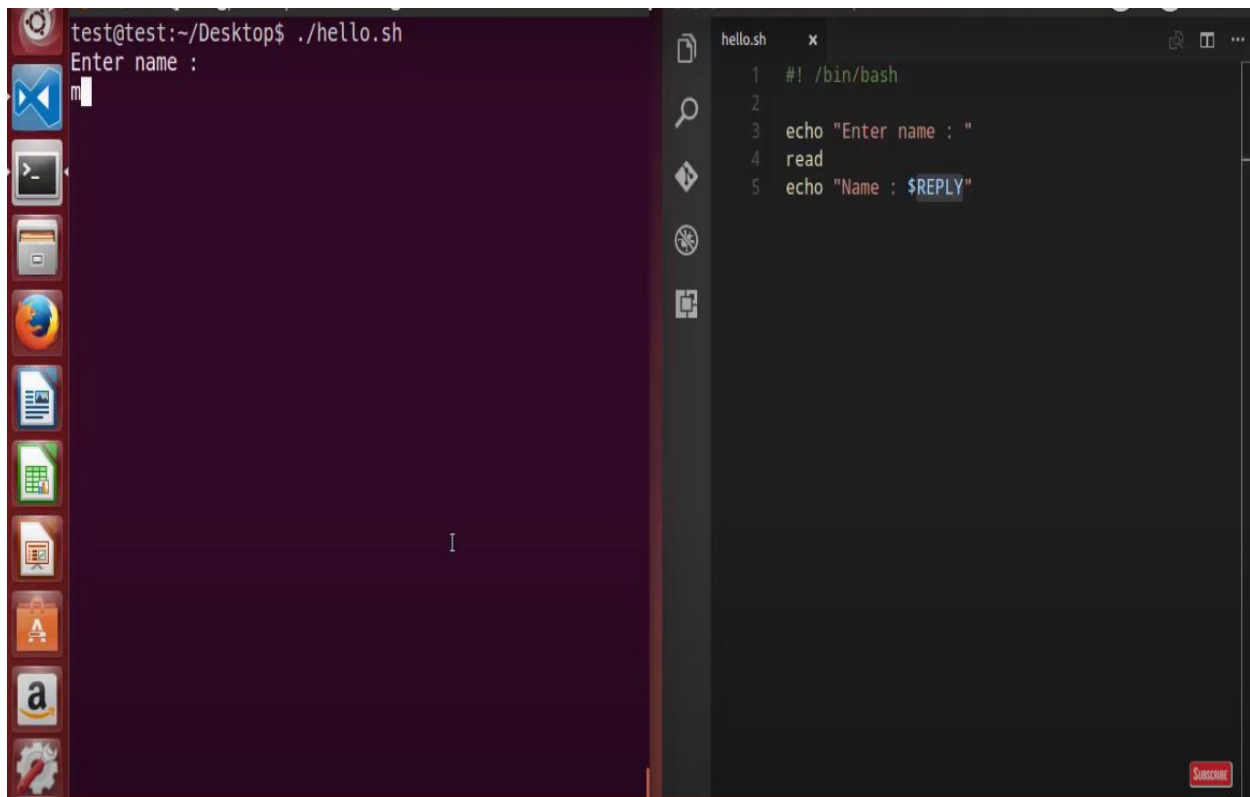 test@test:~/Desktop$ ./hello.sh
Enter name :
m
hello.sh
1 #! /bin/bash
2
3 echo "Enter name : "
4 read
5 echo "Name : $REPLY"
SUBSCRIBE